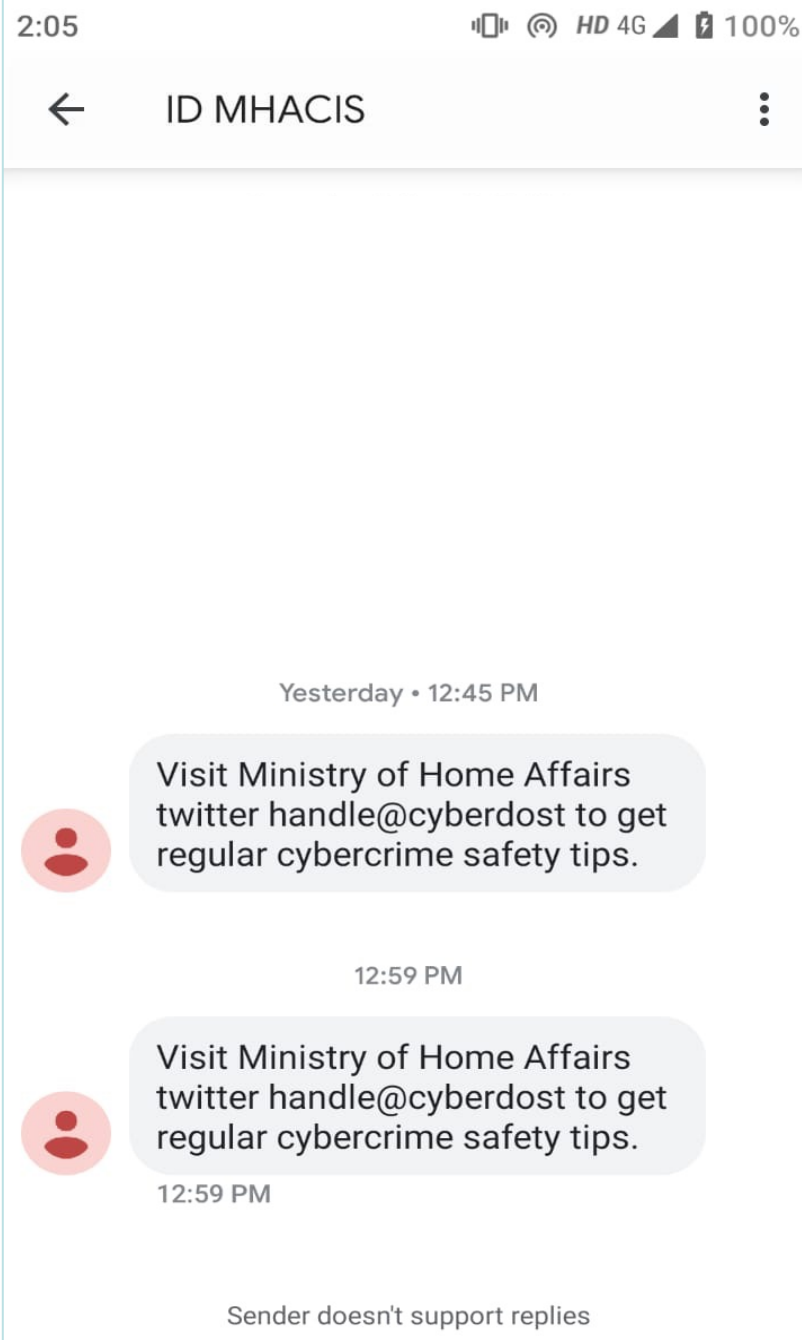 2:05 HD 4G 100%
ID MHACIS
Yesterday • 12:45 PM
Visit Ministry of Home Affairs
twitter handle@cyberdost to get
regular cybercrime safety tips.
12:59 PM
Visit Ministry of Home Affairs
twitter handle@cyberdost to get
regular cybercrime safety tips.
12:59 PM
Sender doesn't support replies